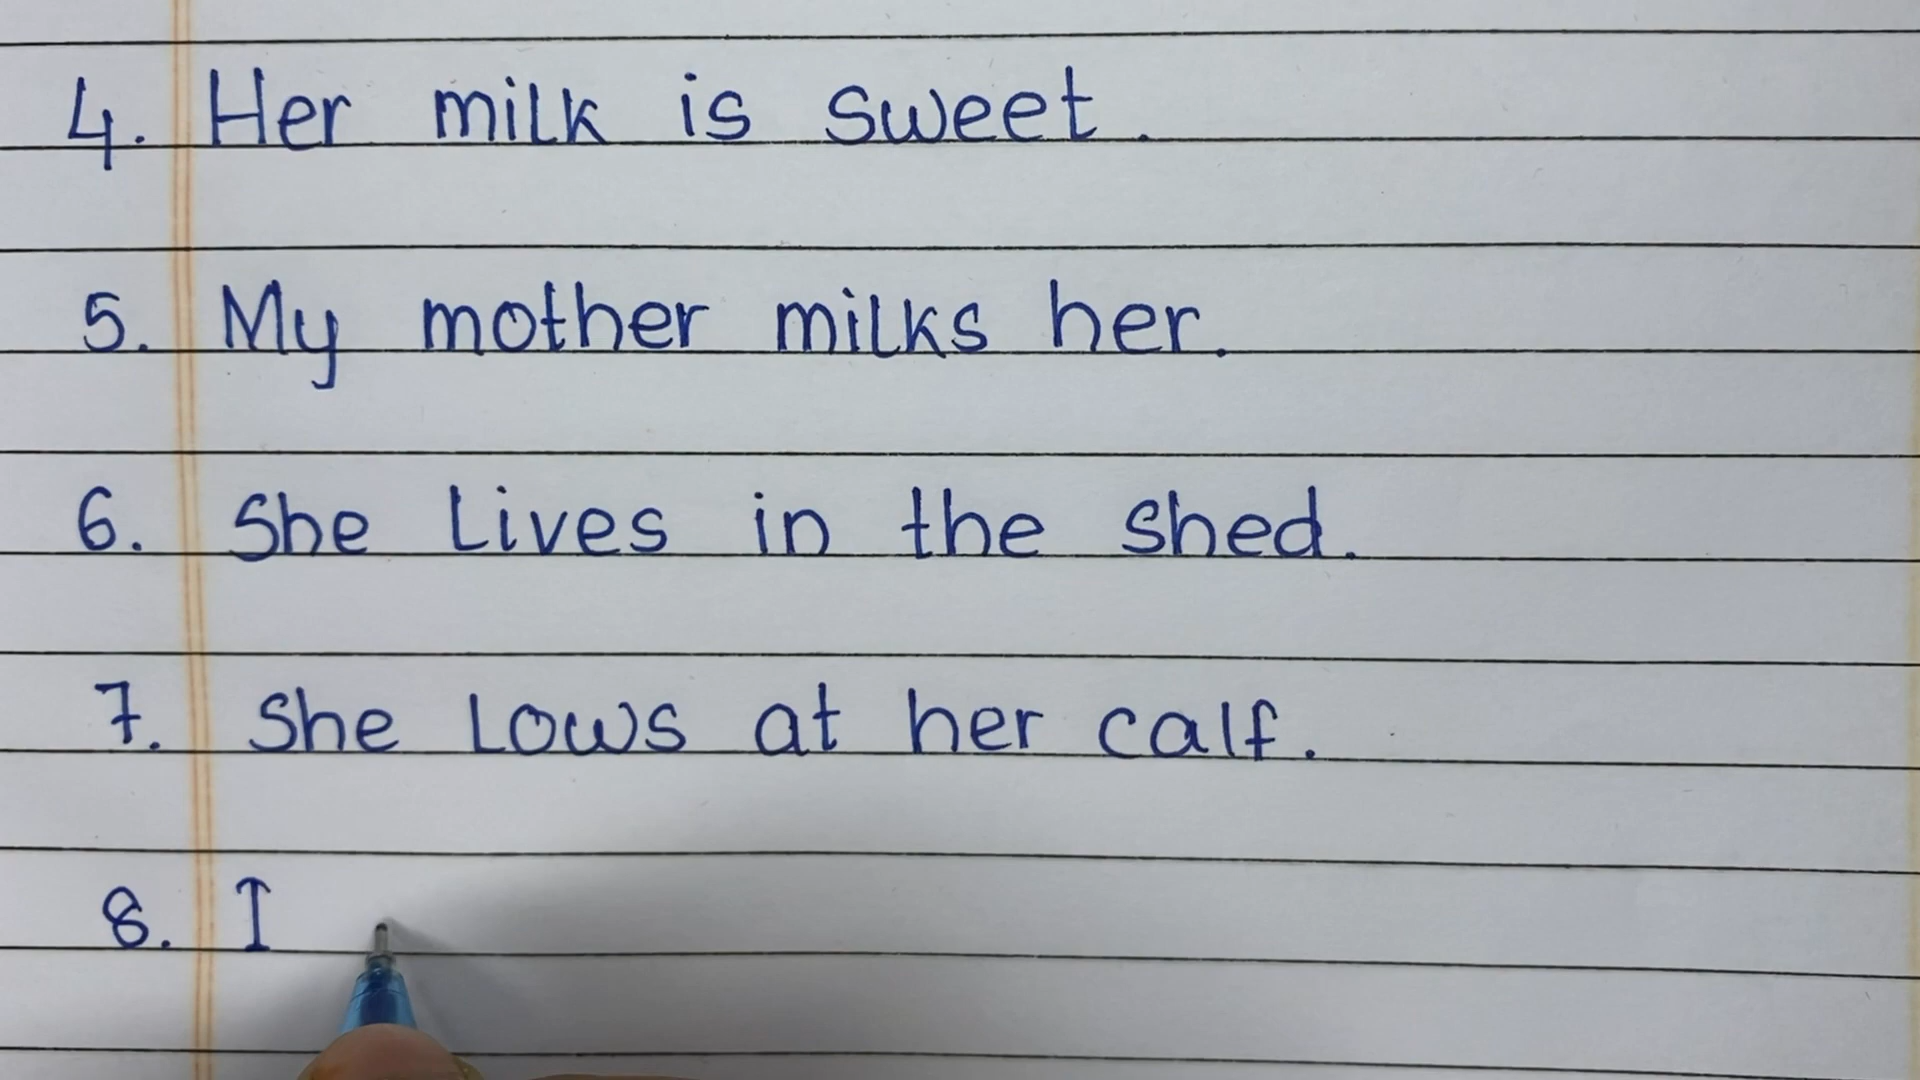 4. Her milk is sweet.
5. My mother milks her.
6. She Lives in the shed.
7. She Lows at her calf.
8. I